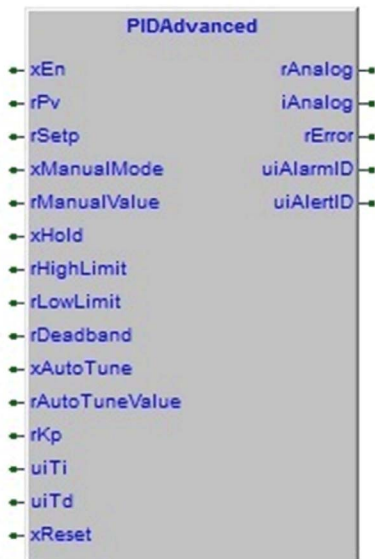 PIDAdvanced
xEn rAnalog
rPv iAnalog
rSetp rError
xManualMode uiAlarmID
rManualValue uiAlertID
xHold
rHighLimit
rLowLimit
rDeadband
xAutoTune
rAutoTuneValue
rKp
uiTi
uiTd
xReset